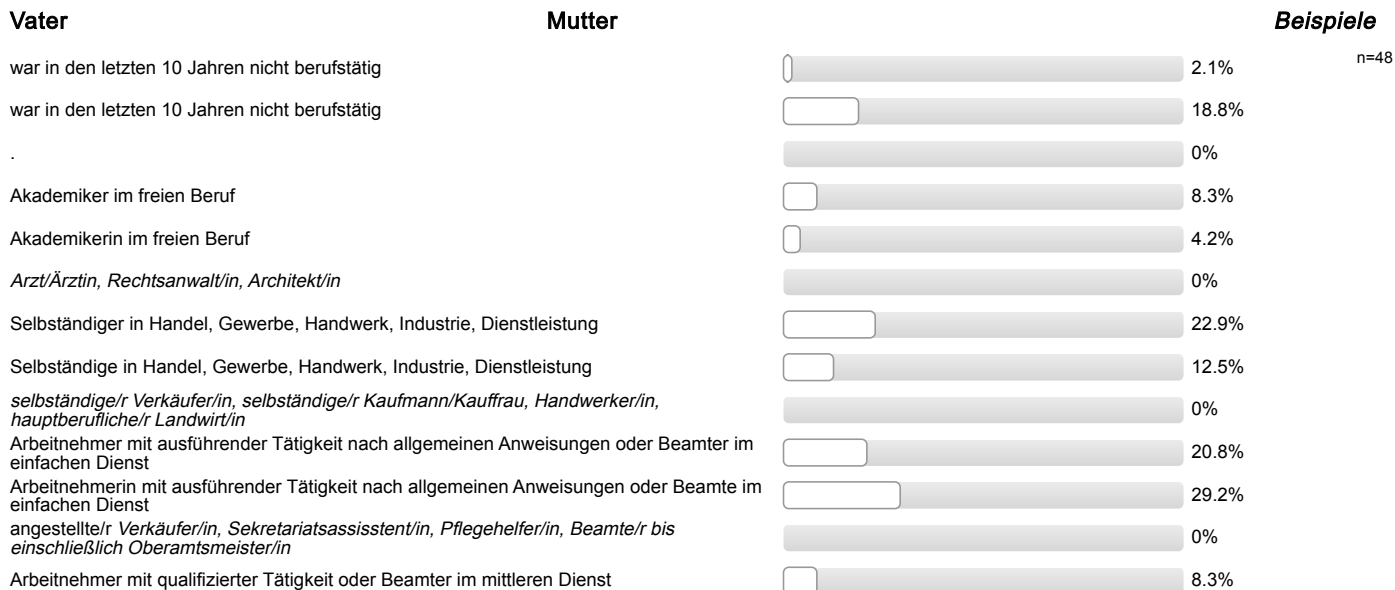 Vater Mutter Beispiele
n=48
war in den letzten 10 Jahren nicht berufstätig 2.1%
war in den letzten 10 Jahren nicht berufstätig 18.8%
. 0%
Akademiker im freien Beruf 8.3%
Akademikerin im freien Beruf 4.2%
Arzt/Ärztin, Rechtsanwalt/in, Architekt/in 0%
Selbständiger in Handel, Gewerbe, Handwerk, Industrie, Dienstleistung 22.9%
Selbständige in Handel, Gewerbe, Handwerk, Industrie, Dienstleistung 12.5%
selbständige/r Verkäufer/in, selbständige/r Kaufmann/Kauffrau, Handwerker/in,
hauptberufliche/r Landwirt/in 0%
Arbeitnehmer mit ausführender Tätigkeit nach allgemeinen Anweisungen oder Beamter im
einfachen Dienst 20.8%
Arbeitnehmerin mit ausführender Tätigkeit nach allgemeinen Anweisungen oder Beamte im
einfachen Dienst 29.2%
angestellte/r Verkäufer/in, Sekretariatsassisstent/in, Pflegehelfer/in, Beamte/r bis
einschließlich Oberamtsmeister/in 0%
Arbeitnehmer mit qualifizierter Tätigkeit oder Beamter im mittleren Dienst 8.3%